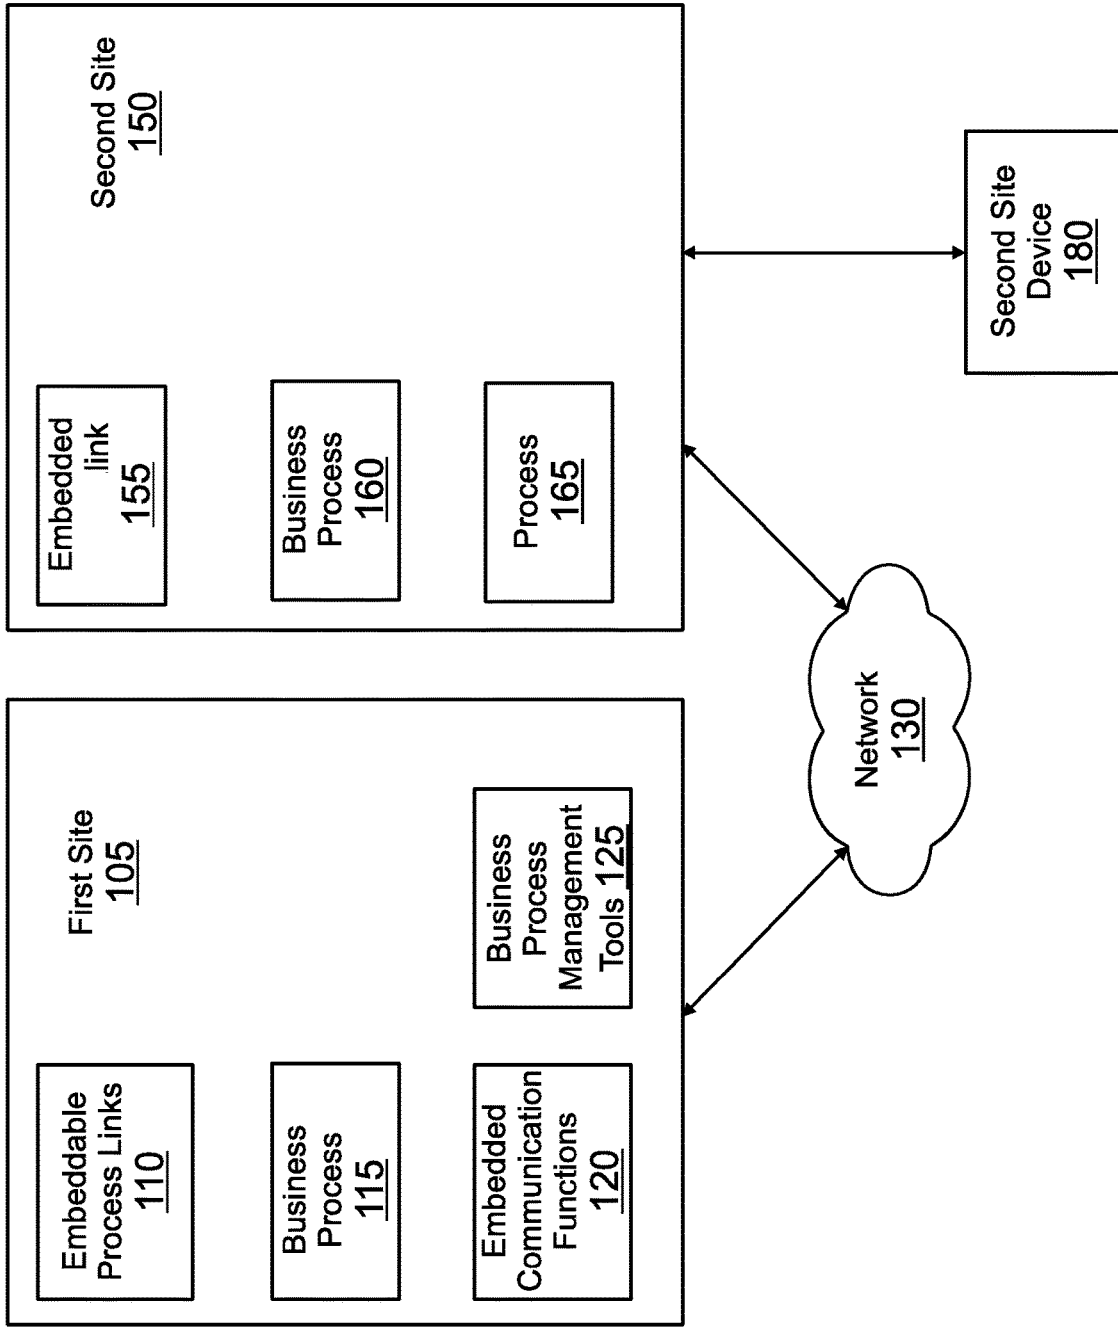 First Site
105
Embeddable
Process Links
110
Business
Process
115
Embedded
Communication
Functions
120
Business
Process
Management
Tools 125
Network
130
Second Site
150
Embedded
link
155
Business
Process
160
Process
165
Second Site
Device
180